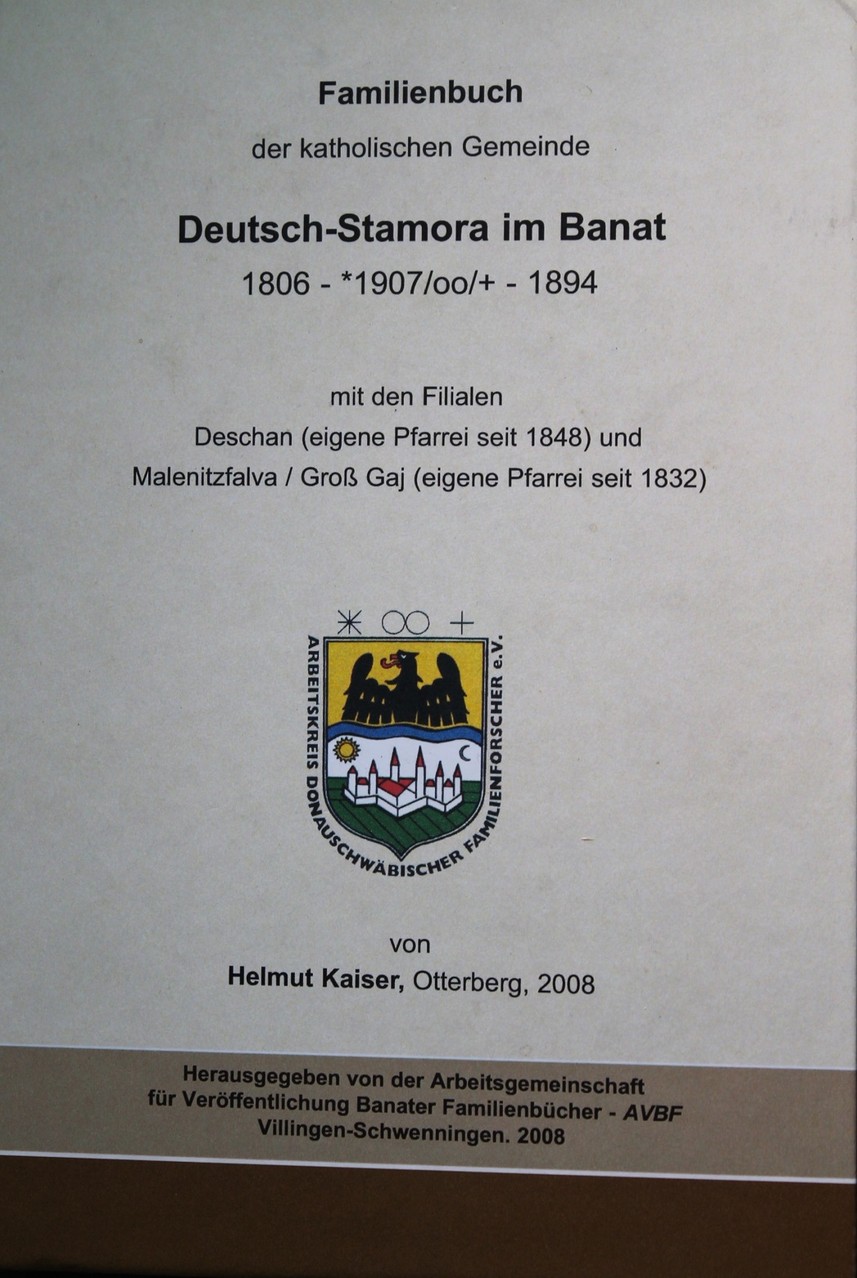 Familienbuch
der katholischen Gemeinde
Deutsch-Stamora im Banat
1806 - *1907/oo/+ - 1894
mit den Filialen
Deschan (eigene Pfarrei seit 1848) und
Malenitzfalva / Groß Gaj (eigene Pfarrei seit 1832)
* oo +
ARBEITSKREIS DONAUSCHWÄBISCHER FAMILIENFORSCHER e.V.
von
Helmut Kaiser, Otterberg, 2008
Herausgegeben von der Arbeitsgemeinschaft
für Veröffentlichung Banater Familienbücher - AVBF
Villingen-Schwenningen. 2008